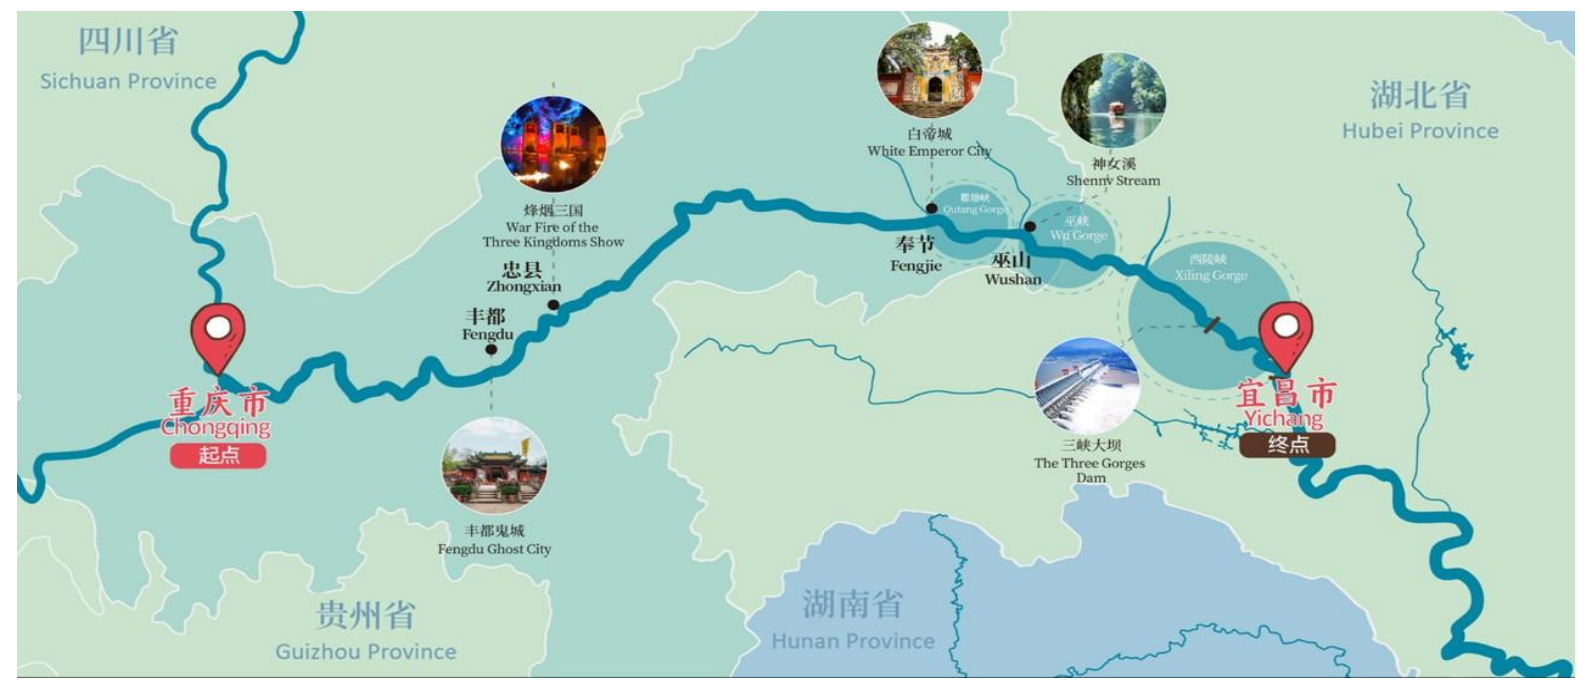 四川省
Sichuan Province
烽烟三国
War Fire of the
Three Kingdoms Show
忠县
Zhongxian
丰都
Fengdu
重庆市
Chongqing
起点
丰都鬼城
Fengdu Ghost City
贵州省
Guizhou Province
白帝城
White Emperor City
神女溪
Shennv Stream
Qutang Gorge
奉节
Fengjie
巫峡
Wu Gorge
巫山
Wushan
西陵峡
Xiling Gorge
湖北省
Hubei Province
三峡大坝
The Three Gorges
Dam
宜昌市
Yichang
终点
湖南省
Hunan Province